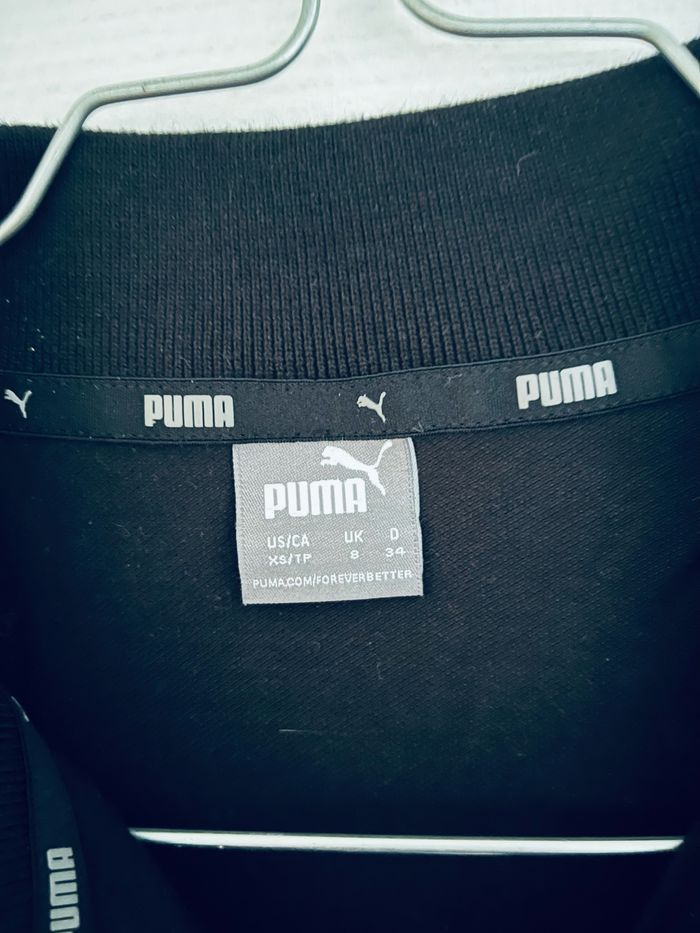 PUMA
PUMA
PUMA
US/CA UK D
XS/TP 8 34
PUMA.COM/FOREVERBETTER
PUMA